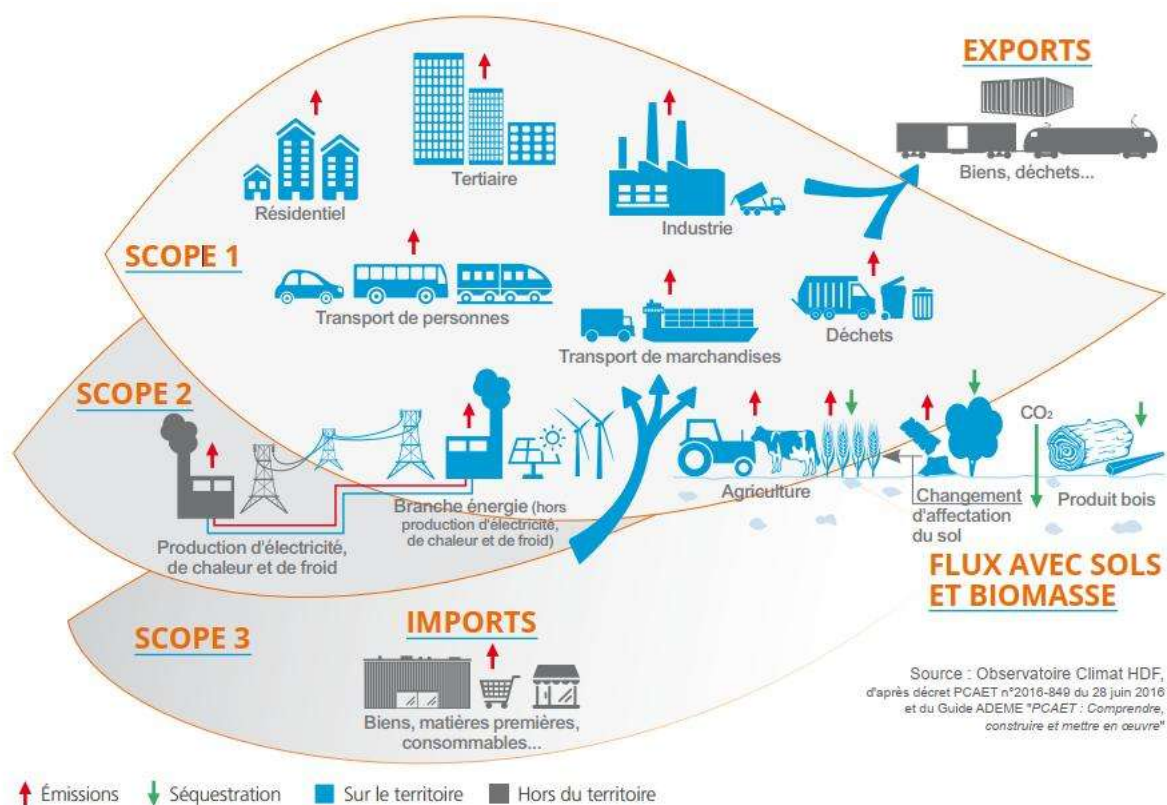 EXPORTS
Biens, déchets...
Tertiaire
Résidentiel
Industrie
SCOPE 1
Transport de personnes
Transport de marchandises
Déchets
SCOPE 2
CO₂
Branche énergie (hors
production d'électricité,
de chaleur et de froid)
Agriculture
Changement
d'affectation
du sol
Produit bois
Production d'électricité,
de chaleur et de froid
FLUX AVEC SOLS
ET BIOMASSE
SCOPE 3
IMPORTS
Biens, matières premières,
consommables...
Source : Observatoire Climat HDF,
d'après décret PCAET n°2016-849 du 28 juin 2016
et du Guide ADEME "PCAET : Comprendre,
construire et mettre en œuvre"
Émissions
Séquestration
Sur le territoire
Hors du territoire